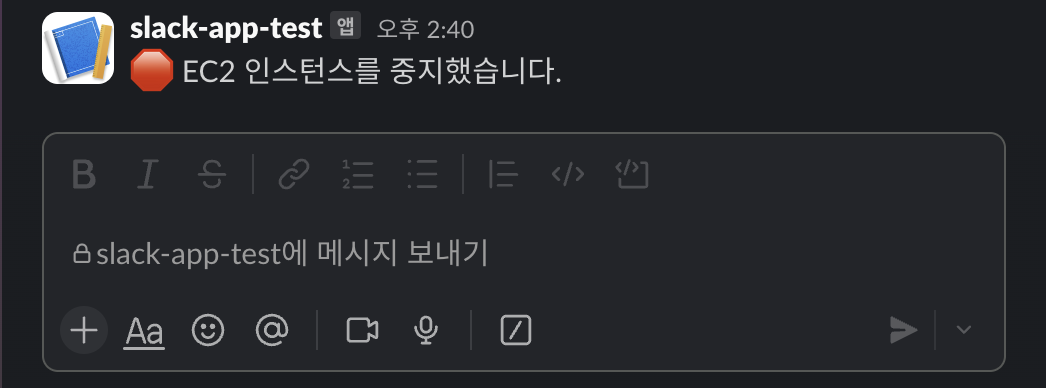 slack-app-test 앱 오후 2:40
EC2 인스턴스를 중지했습니다.
B I S
slack-app-test에 메시지 보내기
Aa